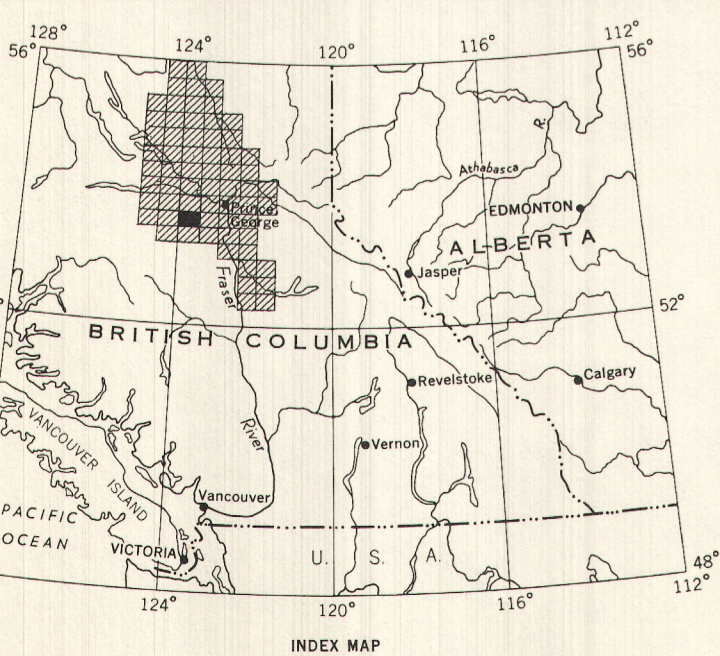 128°
124°
120°
116°
112°
56°
56°
R.
Athabasca
Prince
George
EDMONTON
ALBERTA
Jasper
Fraser
52°
BRITISH COLUMBIA
Revelstoke
Calgary
VANCOUVER
ISLAND
River
Vernon
Vancouver
PACIFIC
OCEAN
VICTORIA
U. S. A.
48°
124°
120°
116°
112°
INDEX MAP